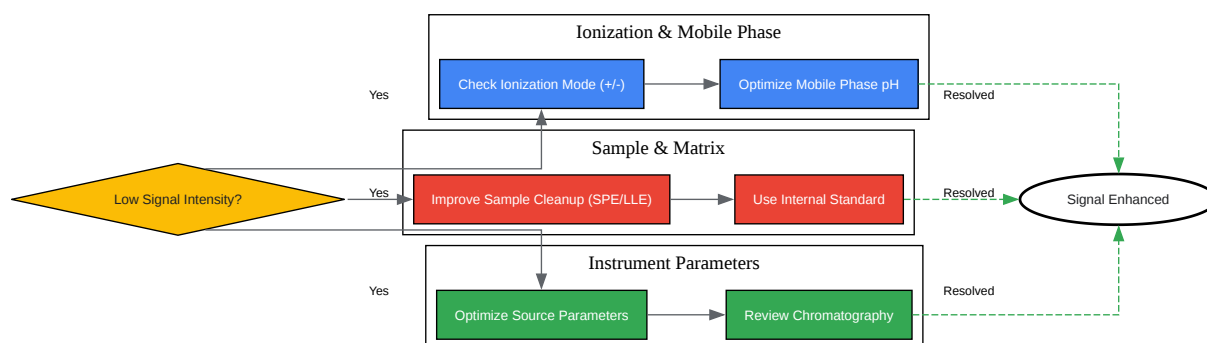 Ionization & Mobile Phase
Yes
Check Ionization Mode (+/-)
Optimize Mobile Phase pH
Resolved
Sample & Matrix
Low Signal Intensity?
Yes
Improve Sample Cleanup (SPE/LLE)
Use Internal Standard
Resolved
Signal Enhanced
Instrument Parameters
Yes
Optimize Source Parameters
Review Chromatography
Resolved